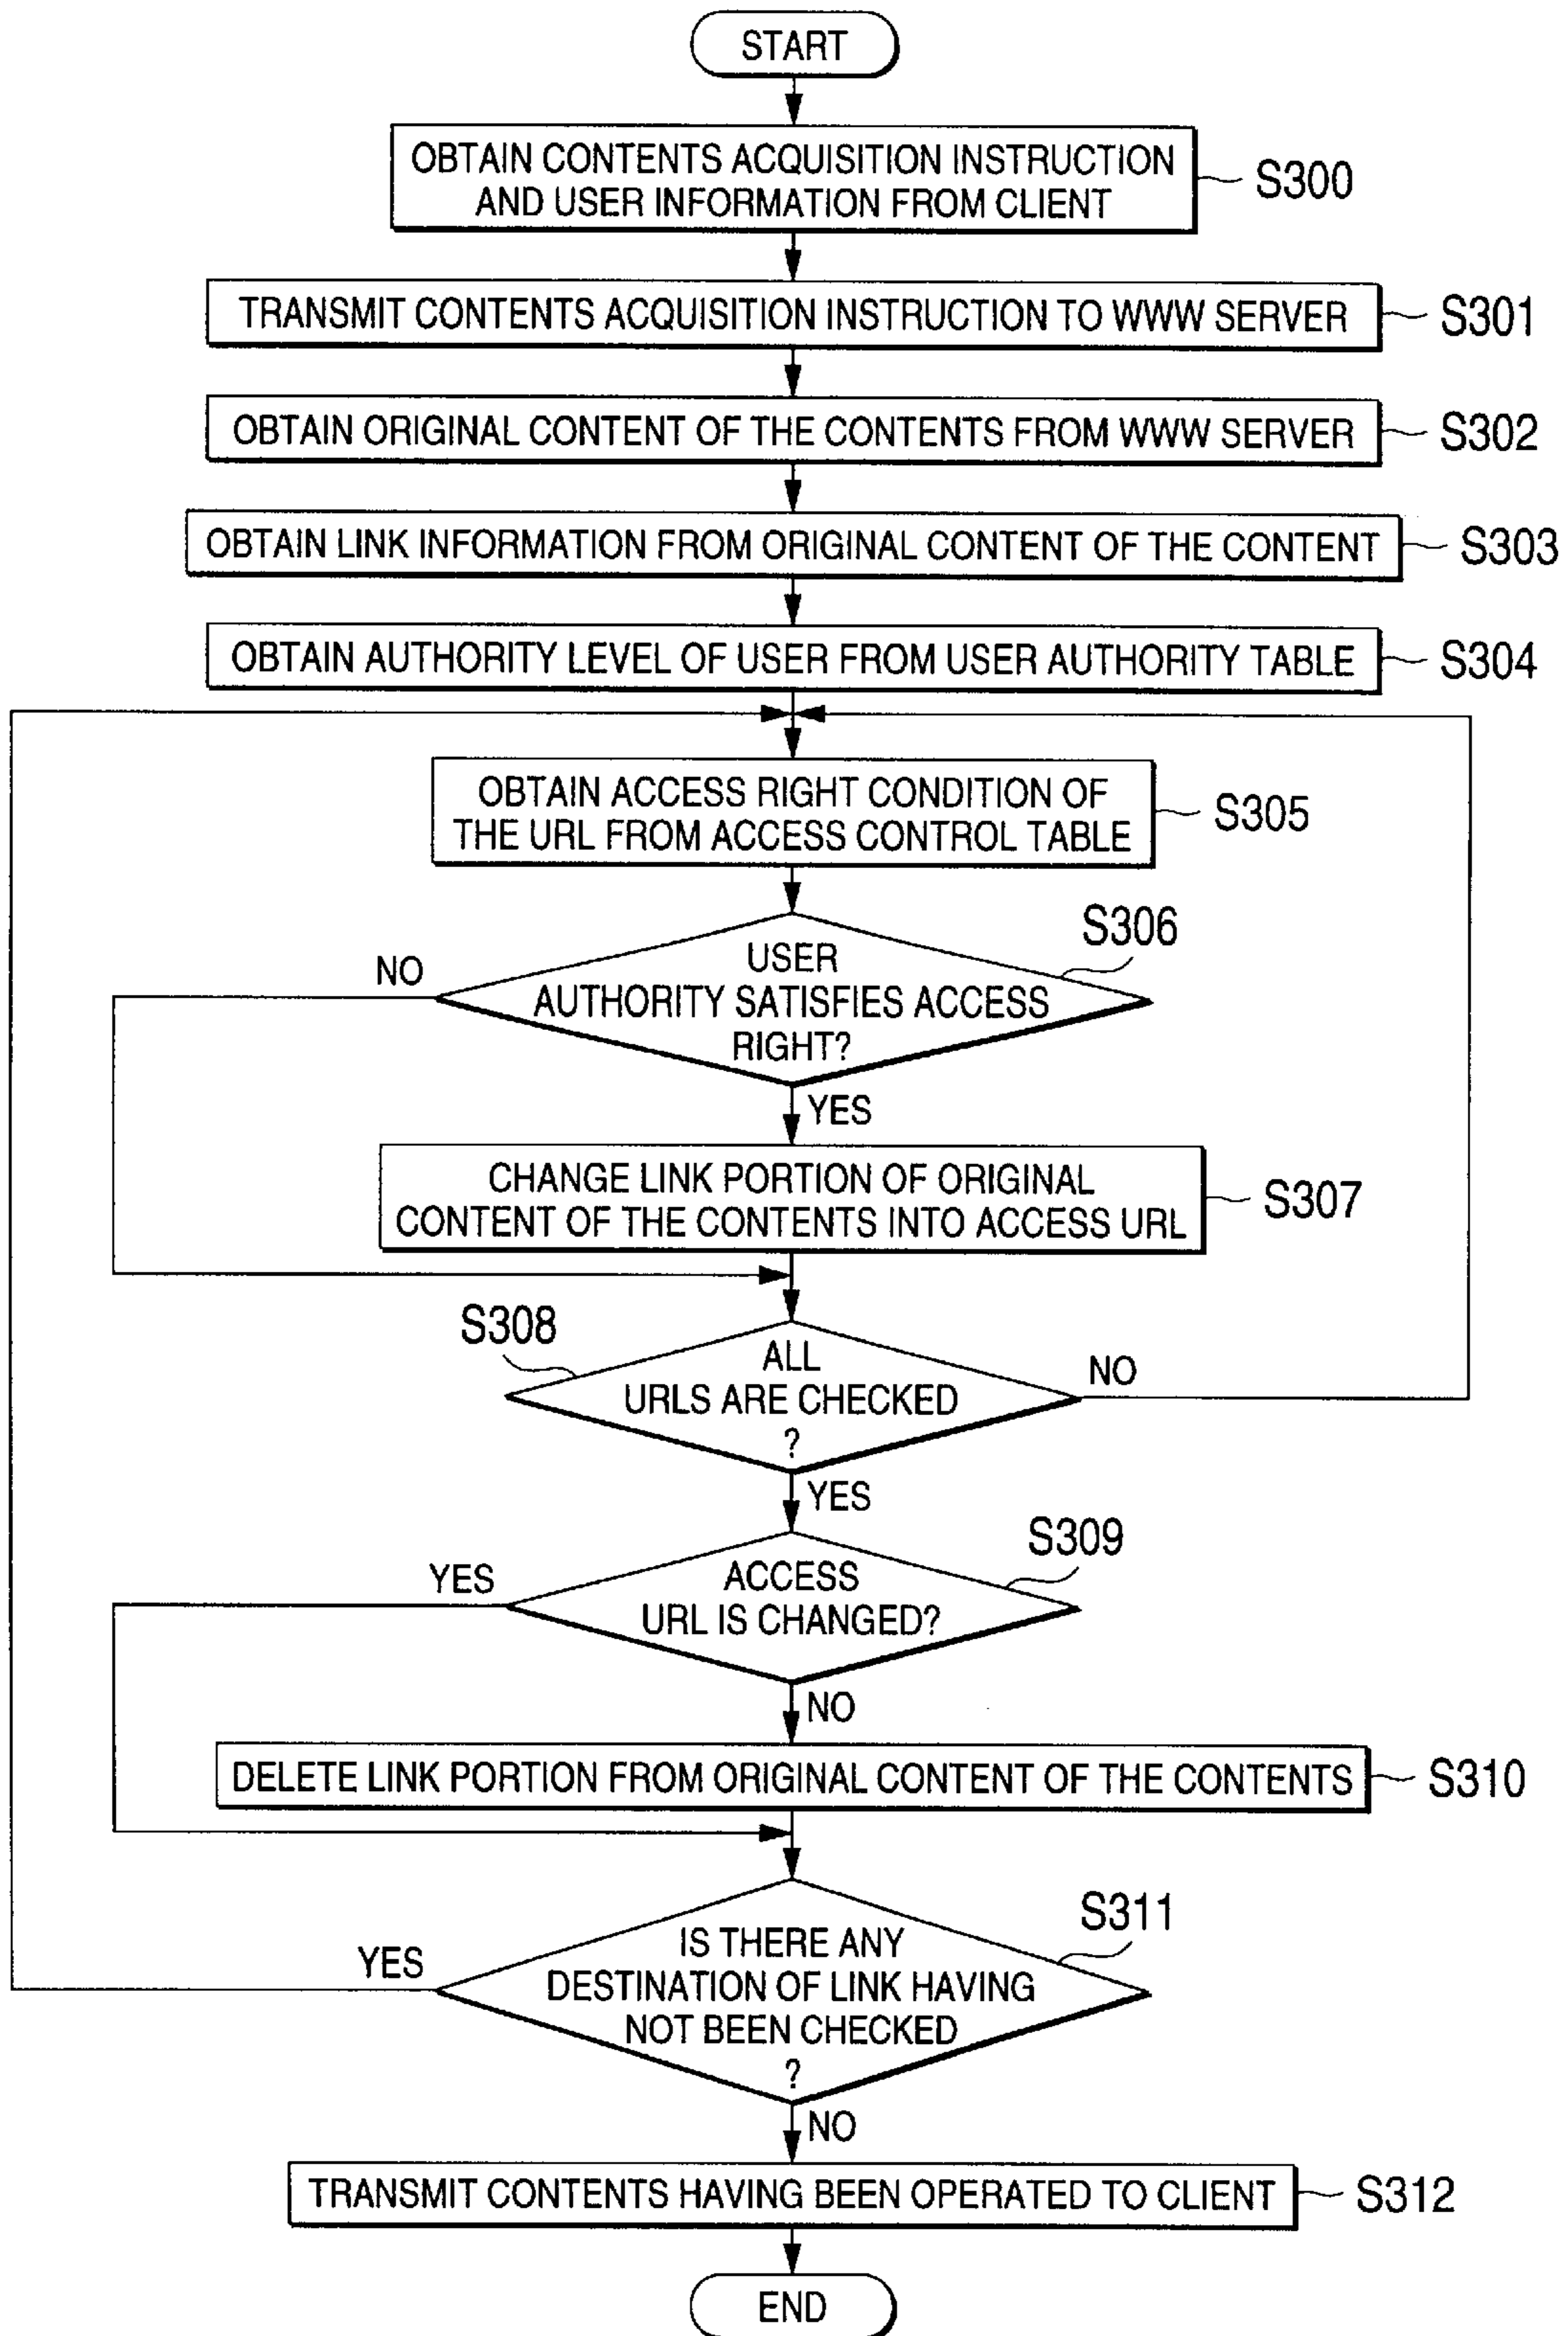 START
OBTAIN CONTENTS ACQUISITION INSTRUCTION
AND USER INFORMATION FROM CLIENT
S300
TRANSMIT CONTENTS ACQUISITION INSTRUCTION TO WWW SERVER
S301
OBTAIN ORIGINAL CONTENT OF THE CONTENTS FROM WWW SERVER
S302
OBTAIN LINK INFORMATION FROM ORIGINAL CONTENT OF THE CONTENT
S303
OBTAIN AUTHORITY LEVEL OF USER FROM USER AUTHORITY TABLE
S304
OBTAIN ACCESS RIGHT CONDITION OF
THE URL FROM ACCESS CONTROL TABLE
S305
S306
NO
USER
AUTHORITY SATISFIES ACCESS
RIGHT?
YES
CHANGE LINK PORTION OF ORIGINAL
CONTENT OF THE CONTENTS INTO ACCESS URL
S307
S308
ALL
URLS ARE CHECKED
?
NO
YES
S309
YES
ACCESS
URL IS CHANGED?
NO
DELETE LINK PORTION FROM ORIGINAL CONTENT OF THE CONTENTS
S310
S311
YES
IS THERE ANY
DESTINATION OF LINK HAVING
NOT BEEN CHECKED
?
NO
TRANSMIT CONTENTS HAVING BEEN OPERATED TO CLIENT
S312
END